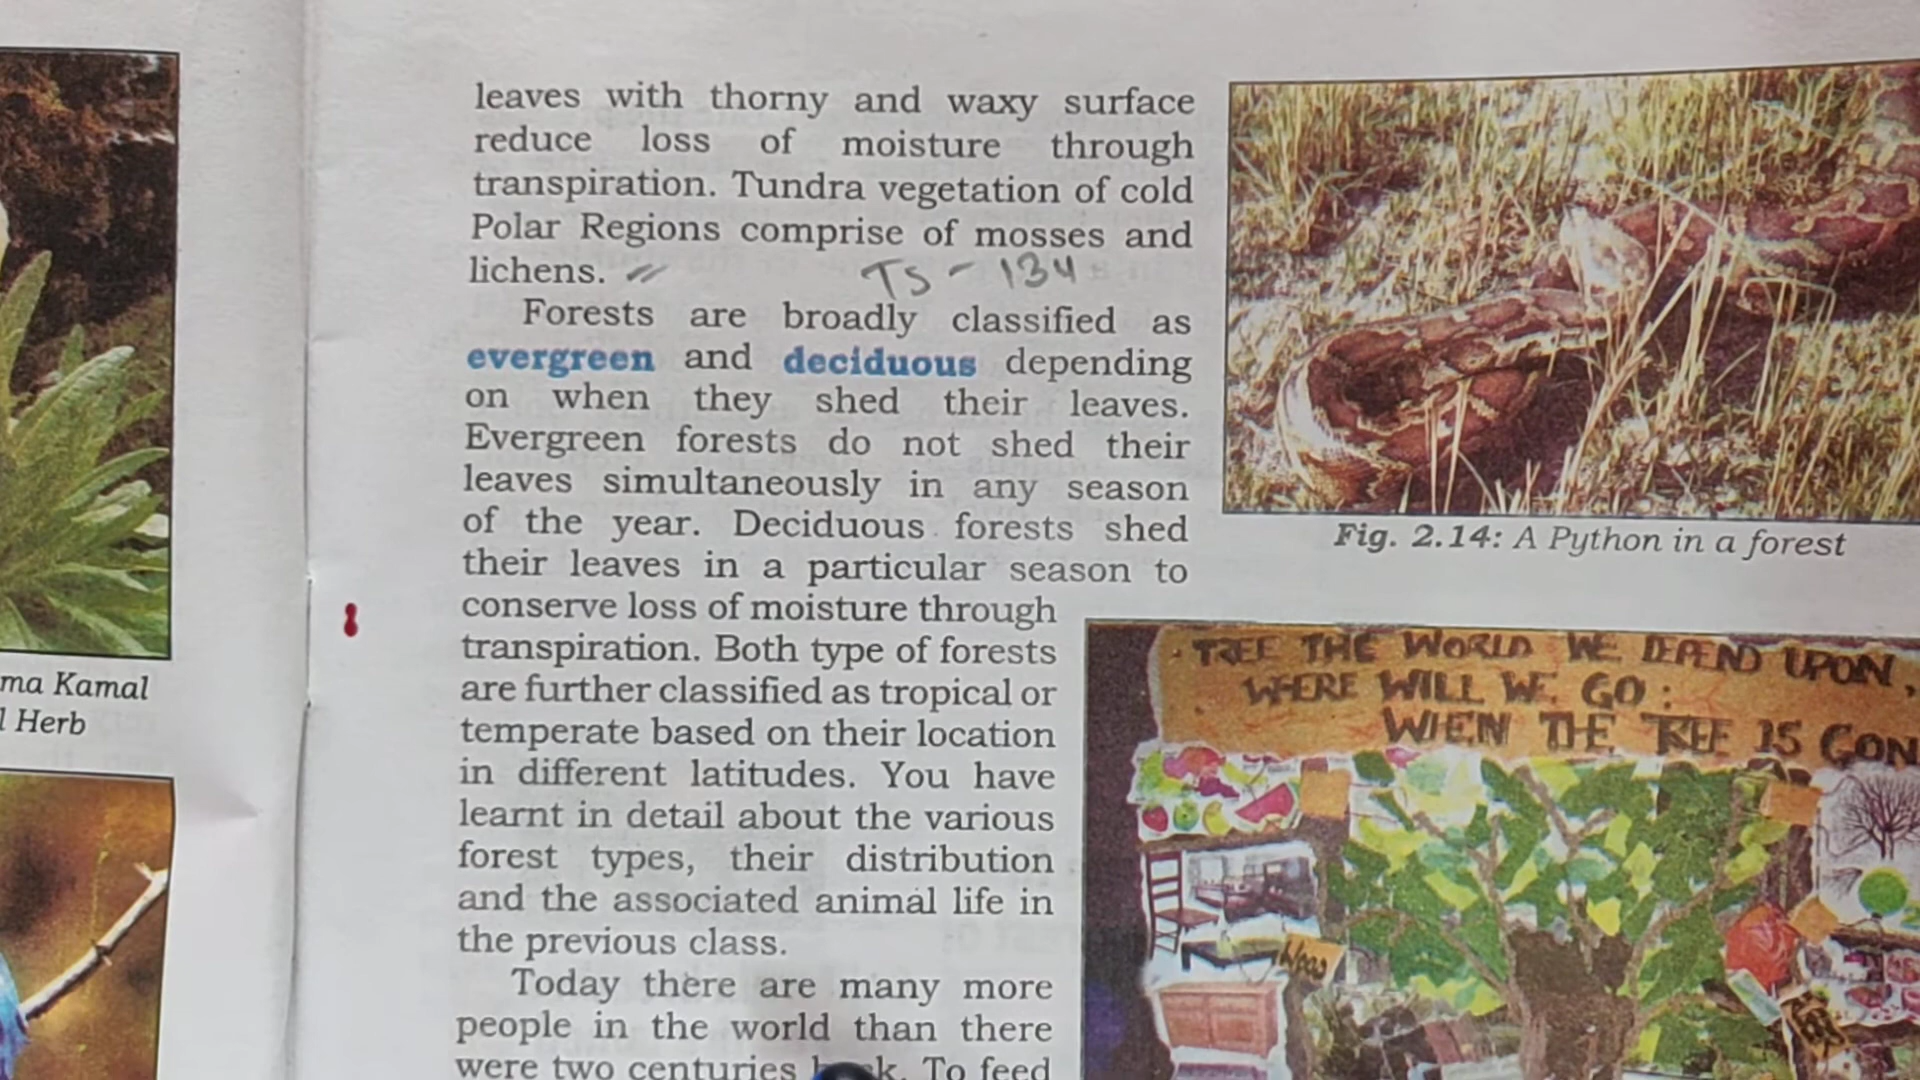 leaves with thorny and waxy surface
reduce loss of moisture through
transpiration. Tundra vegetation of cold
Polar Regions comprise of mosses and
lichens.
TS - 134
Forests are broadly classified as
evergreen and deciduous depending
on when they shed their leaves.
Evergreen forests do not shed their
leaves simultaneously in any season
of the year. Deciduous forests shed
their leaves in a particular season to
conserve loss of moisture through
transpiration. Both type of forests
are further classified as tropical or
temperate based on their location
in different latitudes. You have
learnt in detail about the various
forest types, their distribution
and the associated animal life in
the previous class.
Today there are many more
people in the world than there
were two centuries To feed
Fig. 2.14: A Python in a forest
TREE THE WORLD WE DEPEND UPON,
WHERE WILL WE GO:
WHEN THE TREE IS GON
WOOD
ma Kamal
l Herb